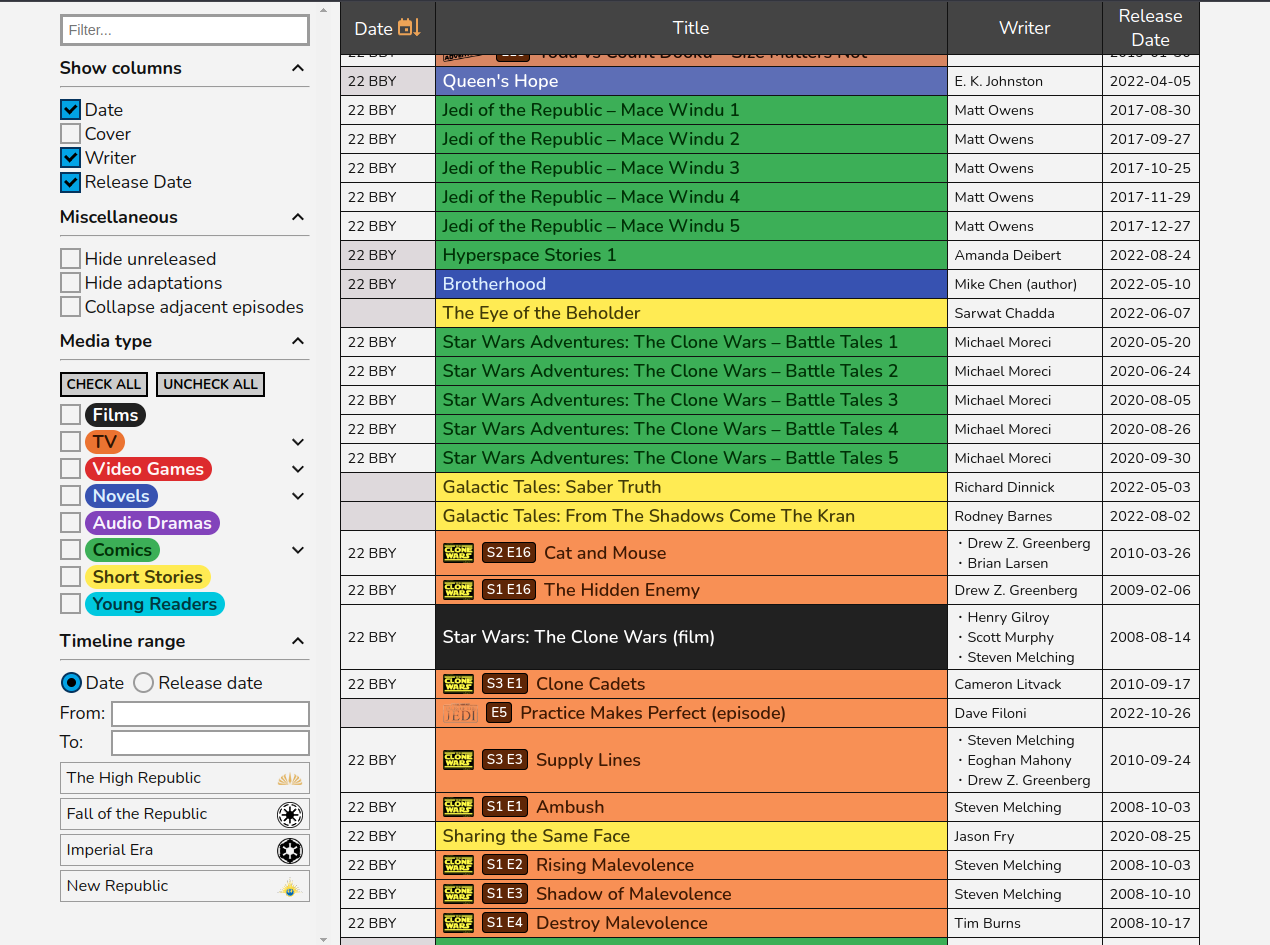 Filter...
Show columns
Date
Cover
Writer
Release Date
Miscellaneous
Hide unreleased
Hide adaptations
Collapse adjacent episodes
Media type
CHECK ALL UNCHECK ALL
Films
TV
Video Games
Novels
Audio Dramas
Comics
Short Stories
Young Readers
Timeline range
Date Release date
From:
To:
The High Republic
Fall of the Republic
Imperial Era
New Republic
Date Title Writer Release Date
22 BBY Queen's Hope E. K. Johnston 2022-04-05
22 BBY Jedi of the Republic – Mace Windu 1 Matt Owens 2017-08-30
22 BBY Jedi of the Republic – Mace Windu 2 Matt Owens 2017-09-27
22 BBY Jedi of the Republic – Mace Windu 3 Matt Owens 2017-10-25
22 BBY Jedi of the Republic – Mace Windu 4 Matt Owens 2017-11-29
22 BBY Jedi of the Republic – Mace Windu 5 Matt Owens 2017-12-27
22 BBY Hyperspace Stories 1 Amanda Deibert 2022-08-24
22 BBY Brotherhood Mike Chen (author) 2022-05-10
The Eye of the Beholder Sarwat Chadda 2022-06-07
22 BBY Star Wars Adventures: The Clone Wars – Battle Tales 1 Michael Moreci 2020-05-20
22 BBY Star Wars Adventures: The Clone Wars – Battle Tales 2 Michael Moreci 2020-06-24
22 BBY Star Wars Adventures: The Clone Wars – Battle Tales 3 Michael Moreci 2020-08-05
22 BBY Star Wars Adventures: The Clone Wars – Battle Tales 4 Michael Moreci 2020-08-26
22 BBY Star Wars Adventures: The Clone Wars – Battle Tales 5 Michael Moreci 2020-09-30
Galactic Tales: Saber Truth Richard Dinnick 2022-05-03
Galactic Tales: From The Shadows Come The Kran Rodney Barnes 2022-08-02
22 BBY CLONE WARS S2 E16 Cat and Mouse · Drew Z. Greenberg 2010-03-26
· Brian Larsen
22 BBY CLONE WARS S1 E16 The Hidden Enemy Drew Z. Greenberg 2009-02-06
22 BBY Star Wars: The Clone Wars (film) · Henry Gilroy 2008-08-14
· Scott Murphy
· Steven Melching
22 BBY CLONE WARS S3 E1 Clone Cadets Cameron Litvack 2010-09-17
JEDI E5 Practice Makes Perfect (episode) Dave Filoni 2022-10-26
22 BBY CLONE WARS S3 E3 Supply Lines · Steven Melching 2010-09-24
· Eoghan Mahony
· Drew Z. Greenberg
22 BBY CLONE WARS S1 E1 Ambush Steven Melching 2008-10-03
22 BBY Sharing the Same Face Jason Fry 2020-08-25
22 BBY CLONE WARS S1 E2 Rising Malevolence Steven Melching 2008-10-03
22 BBY CLONE WARS S1 E3 Shadow of Malevolence Steven Melching 2008-10-10
22 BBY CLONE WARS S1 E4 Destroy Malevolence Tim Burns 2008-10-17